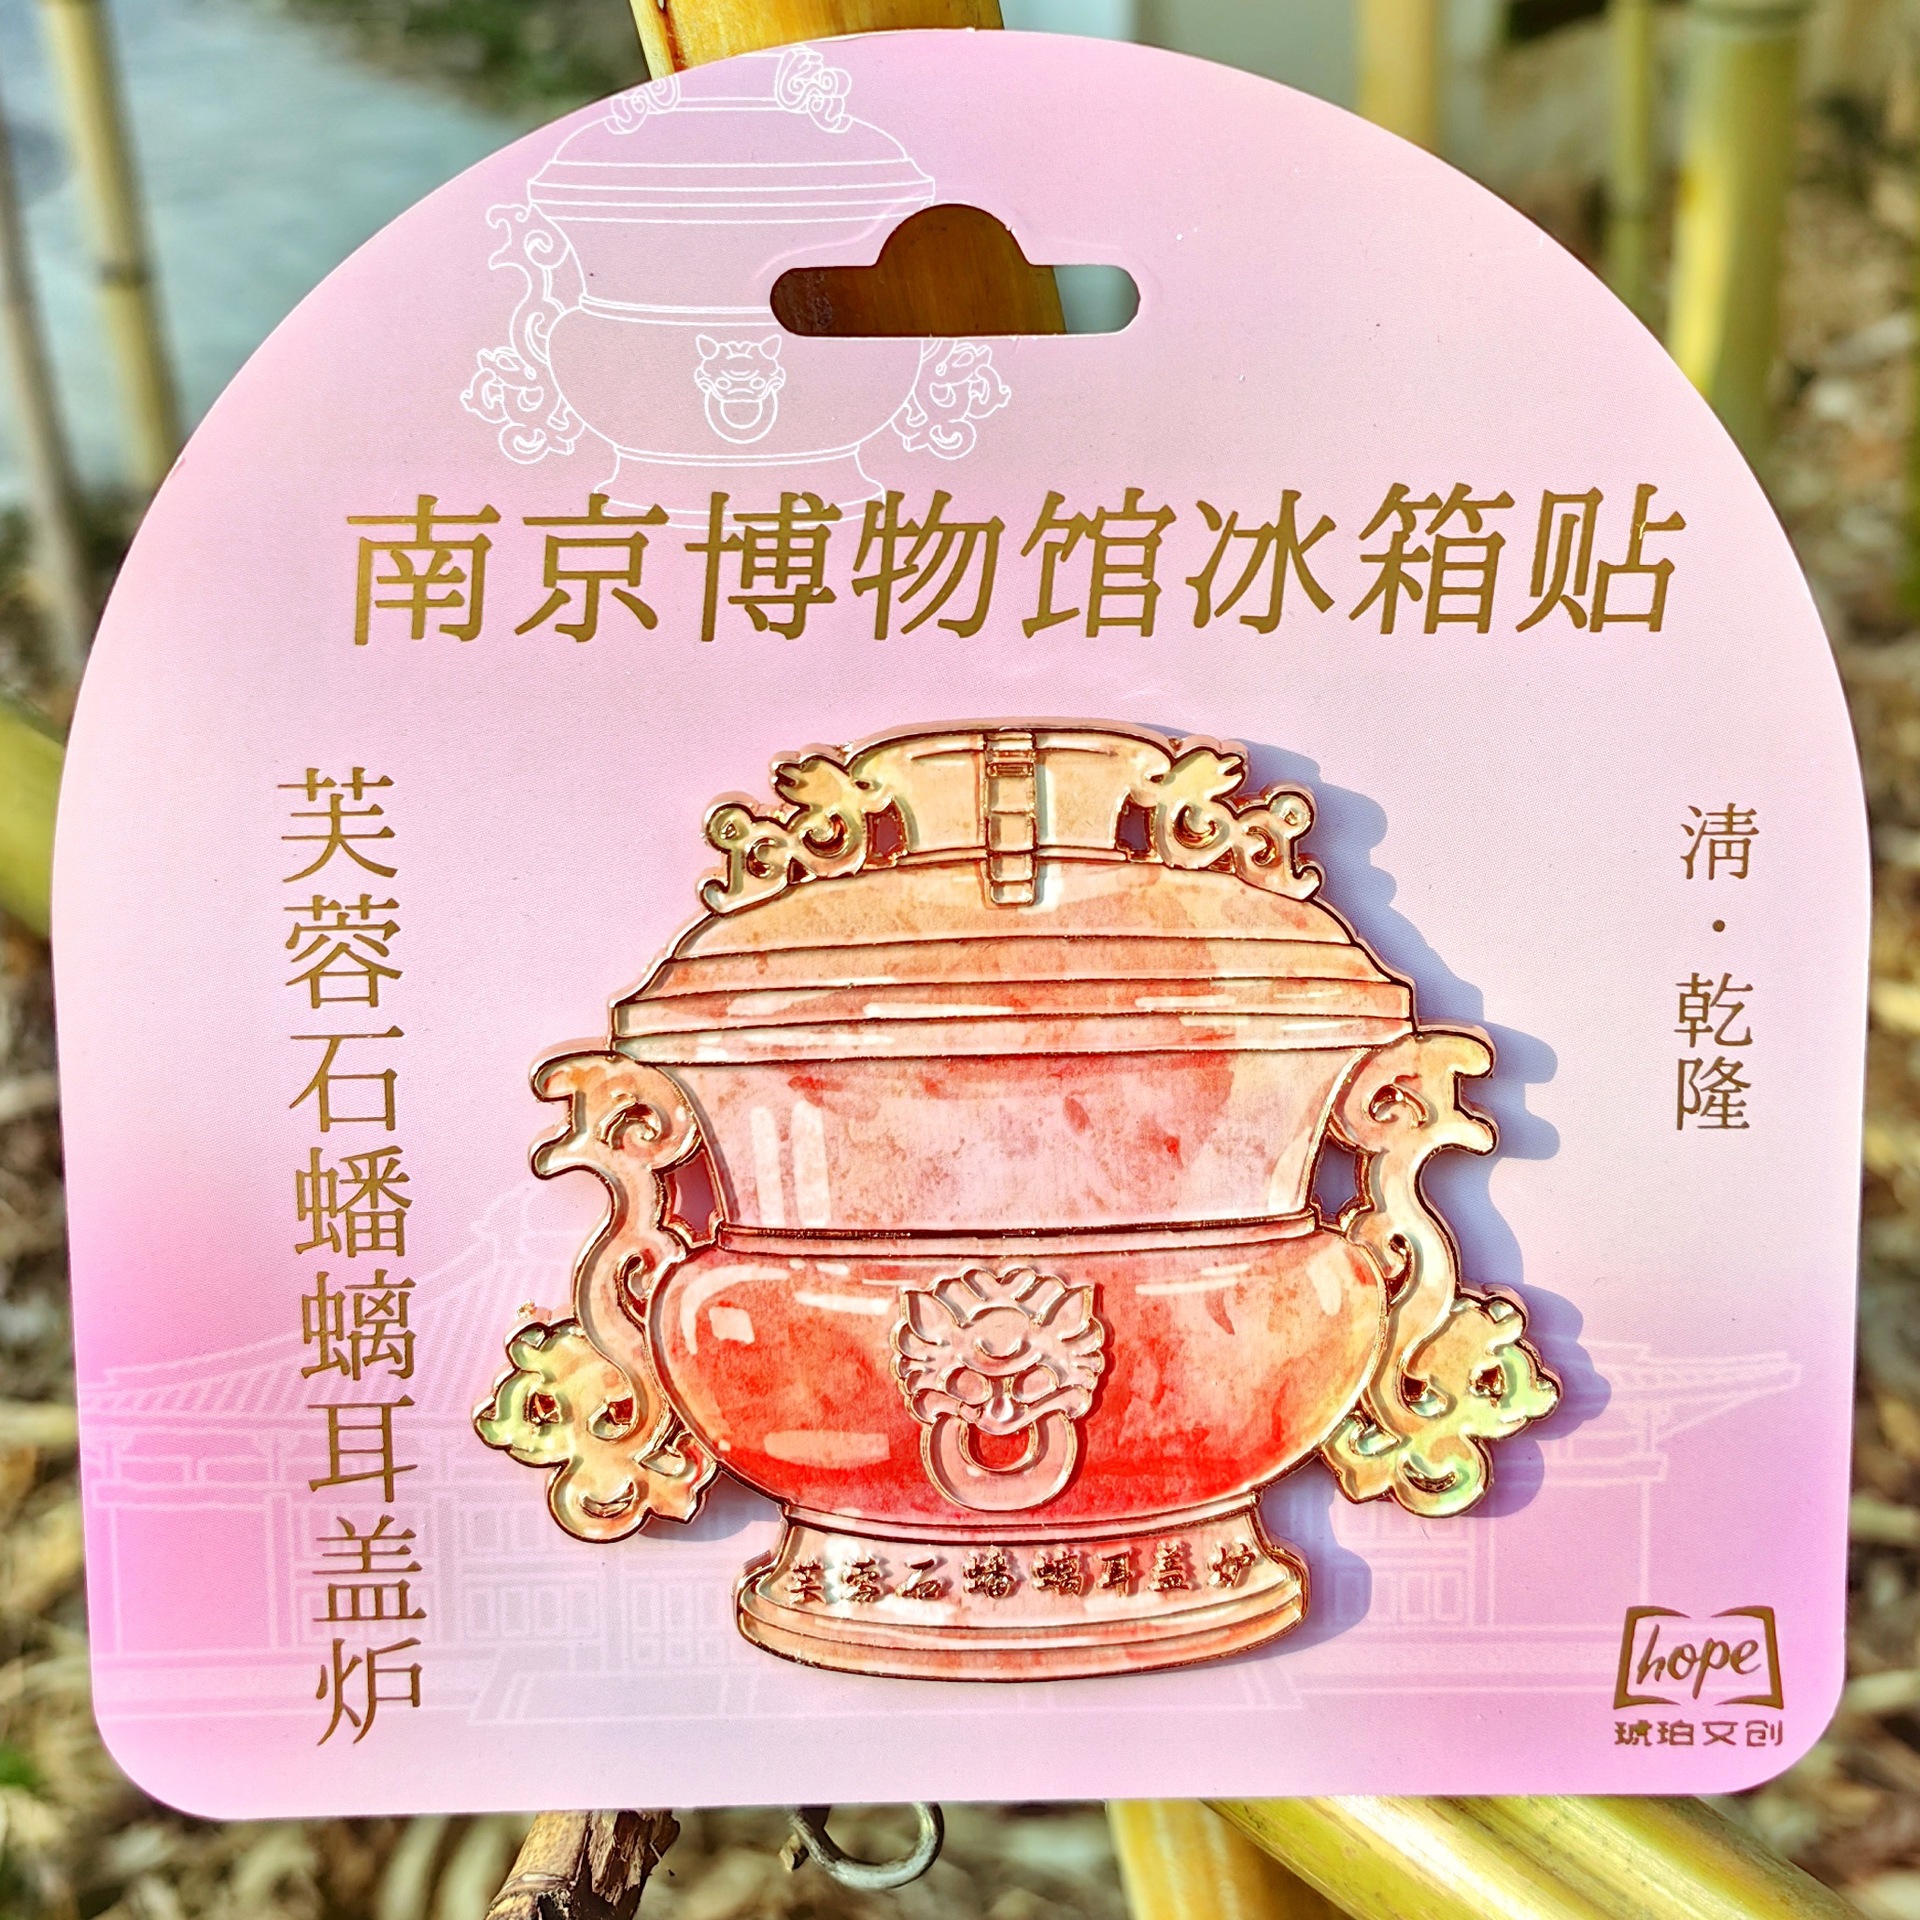 南京博物馆冰箱贴
芙蓉石蟠螭耳盖炉
清·乾隆
芙蓉石蟠螭耳盖炉
hope
琥珀文创